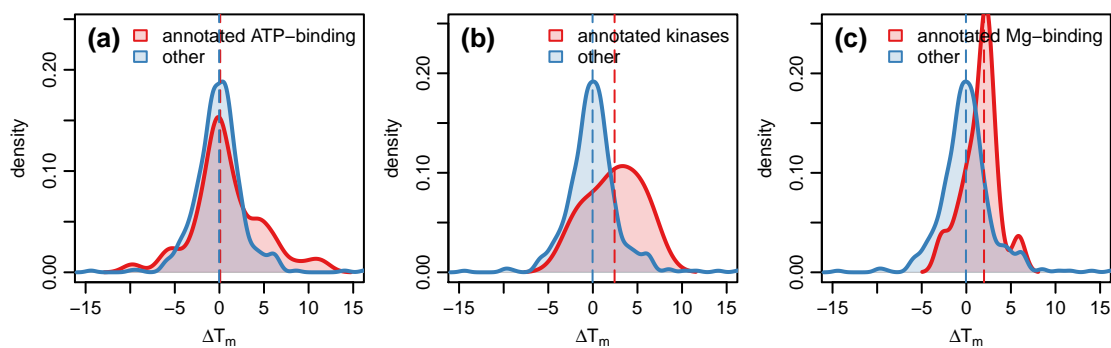 (a)
annotated ATP−binding
other
density
0.00
0.10
0.20
−15
−5
0
5
10
15
ΔTm
(b)
annotated kinases
other
density
0.00
0.10
0.20
−15
−5
0
5
10
15
ΔTm
(c)
annotated Mg−binding
other
density
0.00
0.10
0.20
−15
−5
0
5
10
15
ΔTm